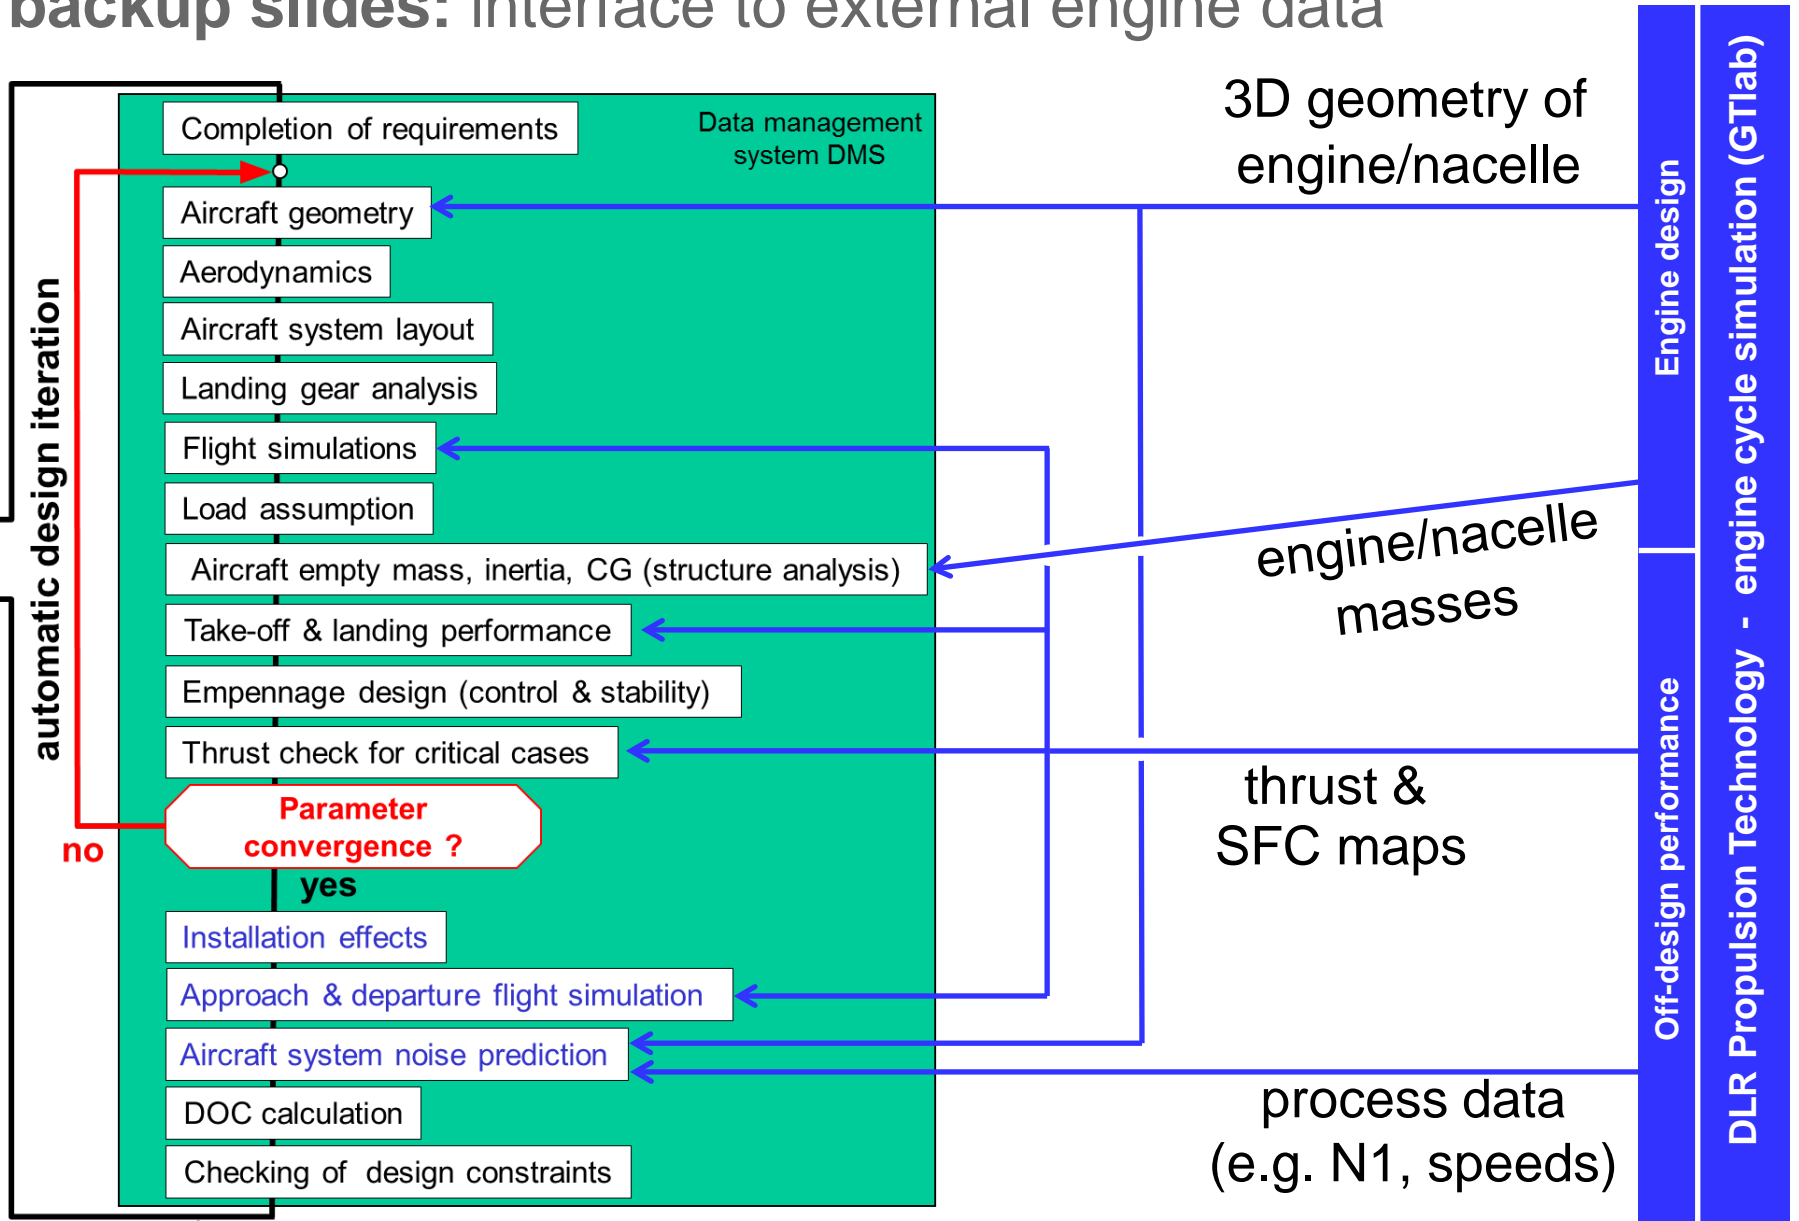 backup slides: interface to external engine data
Completion of requirements
Data management
system DMS
Aircraft geometry
Aerodynamics
Aircraft system layout
Landing gear analysis
Flight simulations
Load assumption
Aircraft empty mass, inertia, CG (structure analysis)
Take-off & landing performance
Empennage design (control & stability)
Thrust check for critical cases
Parameter
convergence ?
no
yes
Installation effects
Approach & departure flight simulation
Aircraft system noise prediction
DOC calculation
Checking of design constraints
automatic design iteration
3D geometry of
engine/nacelle
engine/nacelle
masses
thrust &
SFC maps
process data
(e.g. N1, speeds)
Engine design
Off-design performance
DLR Propulsion Technology - engine cycle simulation (GTlab)